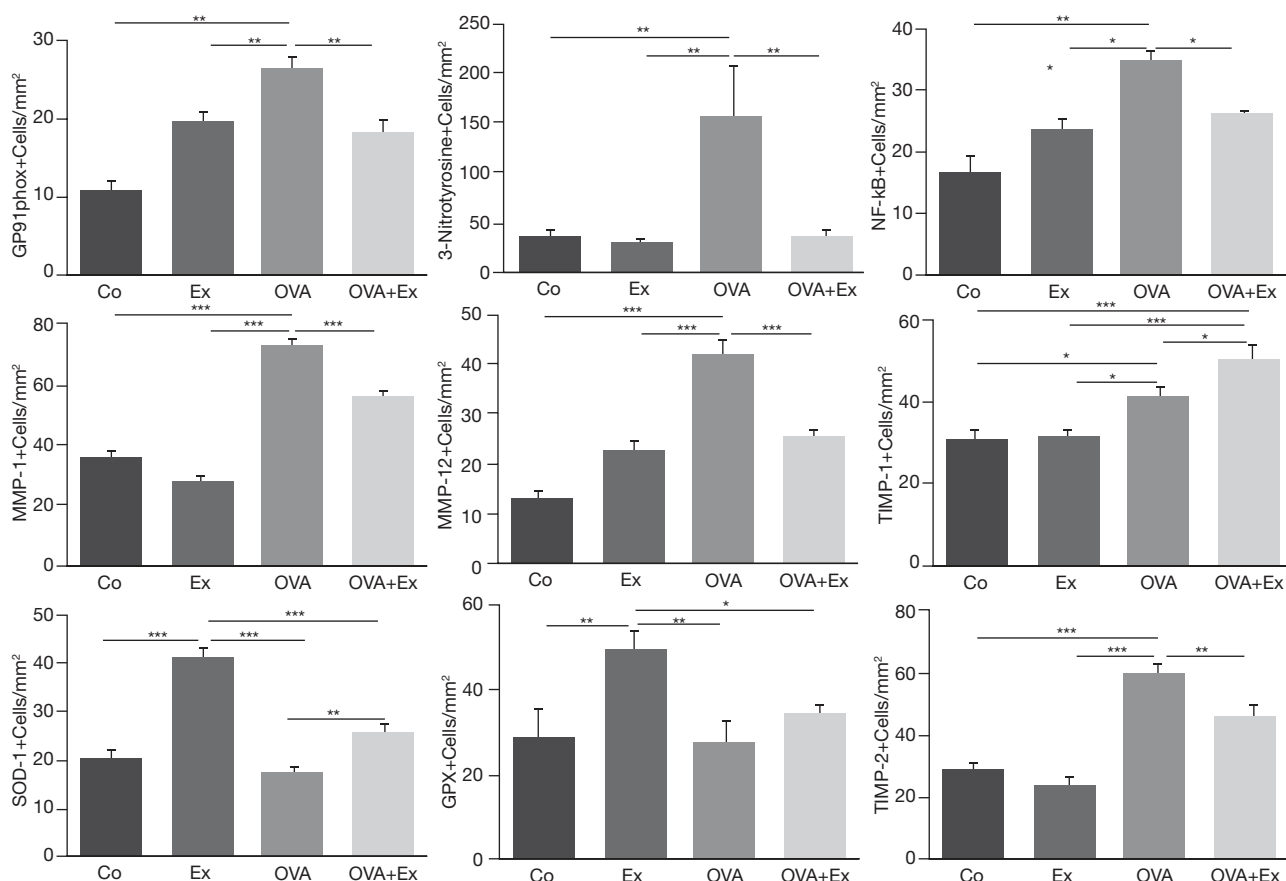 **
**
**
30
20
10
0
GP91phox+Cells/mm²
Co
Ex
OVA
OVA+Ex
**
**
**
250
200
150
100
50
0
3-Nitrotyrosine+Cells/mm²
Co
Ex
OVA
OVA+Ex
**
*
*
*
40
30
20
10
0
NF-kB+Cells/mm²
Co
Ex
OVA
OVA+Ex
***
***
***
80
60
40
20
0
MMP-1+Cells/mm²
Co
Ex
OVA
OVA+Ex
***
***
***
50
40
30
20
10
0
MMP-12+Cells/mm²
Co
Ex
OVA
OVA+Ex
***
***
*
*
*
60
40
20
0
TIMP-1+Cells/mm²
Co
Ex
OVA
OVA+Ex
***
***
***
**
50
40
30
20
10
0
SOD-1+Cells/mm²
Co
Ex
OVA
OVA+Ex
*
**
**
60
40
20
0
GPX+Cells/mm²
Co
Ex
OVA
OVA+Ex
***
***
**
80
60
40
20
0
TIMP-2+Cells/mm²
Co
Ex
OVA
OVA+Ex